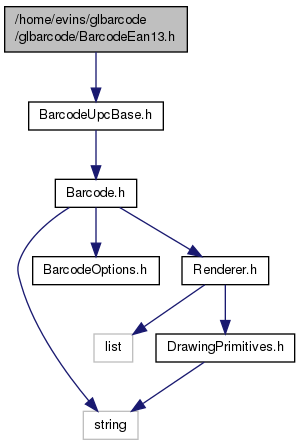 /home/evins/glbarcode
/glbarcode/BarcodeEan13.h
BarcodeUpcBase.h
Barcode.h
BarcodeOptions.h
Renderer.h
list
DrawingPrimitives.h
string